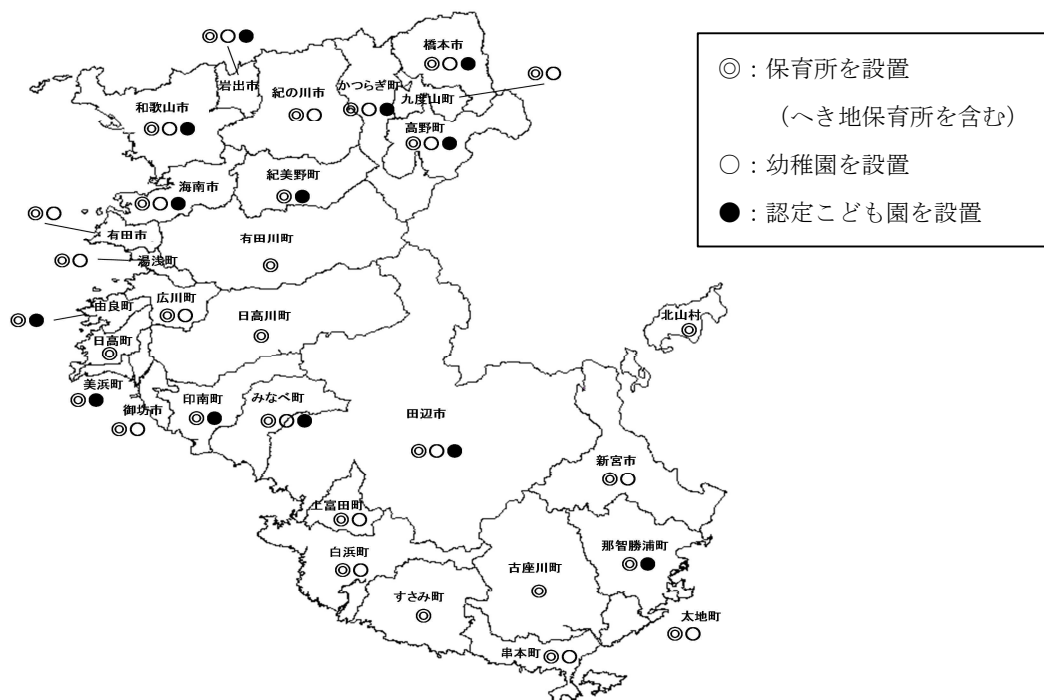 ◎○●
橋本市
◎○●
◎○
岩出市
紀の川市
◎○
かつらぎ町
◎○●
九度山町
和歌山市
◎○●
高野町
◎○●
海南市
◎○●
紀美野町
◎●
◎○
有田市
有田川町
◎
◎○
湯浅町
広川町
◎○
◎●
由良町
日高川町
◎
日高町
◎
北山村
◎
美浜町
◎●
御坊市
◎○
印南町
◎●
みなべ町
◎○●
田辺市
◎○●
新宮市
◎○
上富田町
◎○
白浜町
◎○
すさみ町
◎
古座川町
◎
那智勝浦町
◎●
太地町
◎○
串本町◎○
◎：保育所を設置
（へき地保育所を含む）
○：幼稚園を設置
●：認定こども園を設置